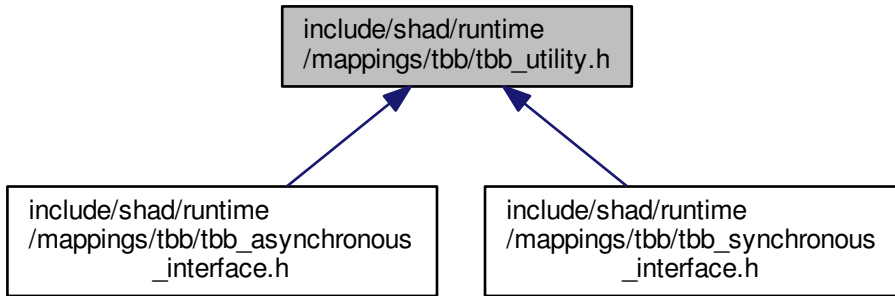 include/shad/runtime
/mappings/tbb/tbb_utility.h
include/shad/runtime
/mappings/tbb/tbb_asynchronous
_interface.h
include/shad/runtime
/mappings/tbb/tbb_synchronous
_interface.h